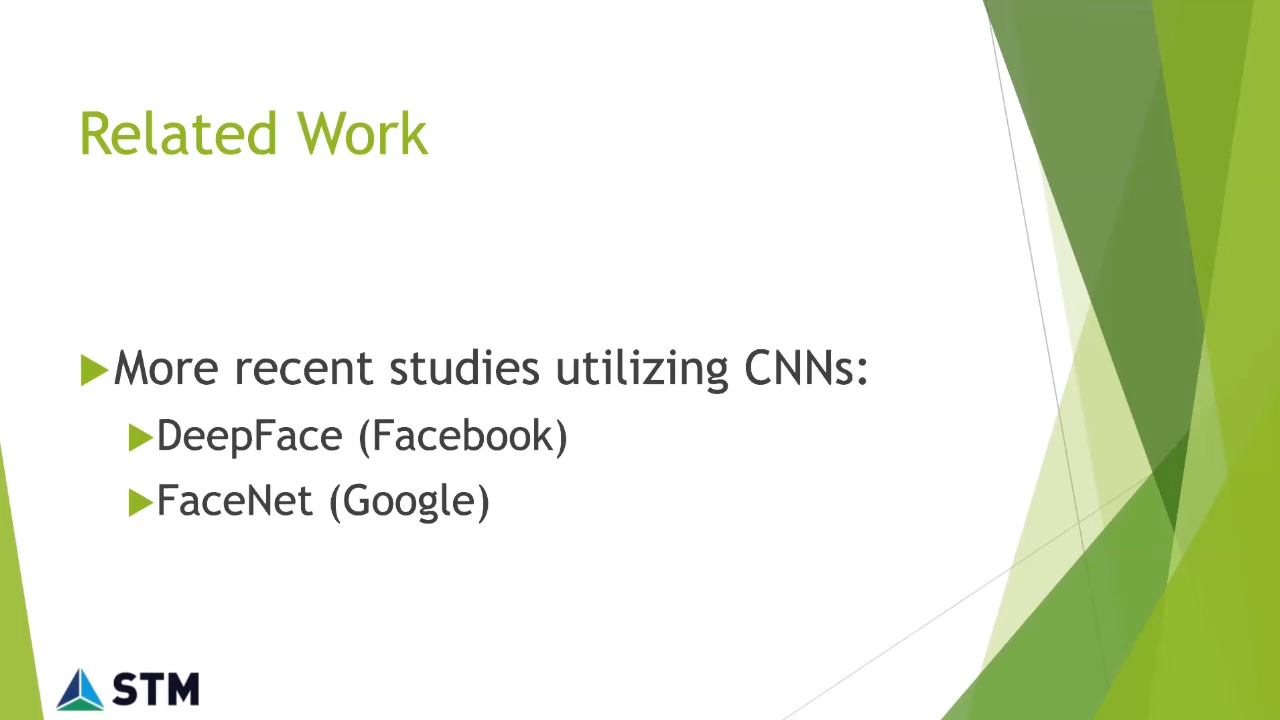 Related Work
More recent studies utilizing CNNs:
DeepFace (Facebook)
FaceNet (Google)
STM